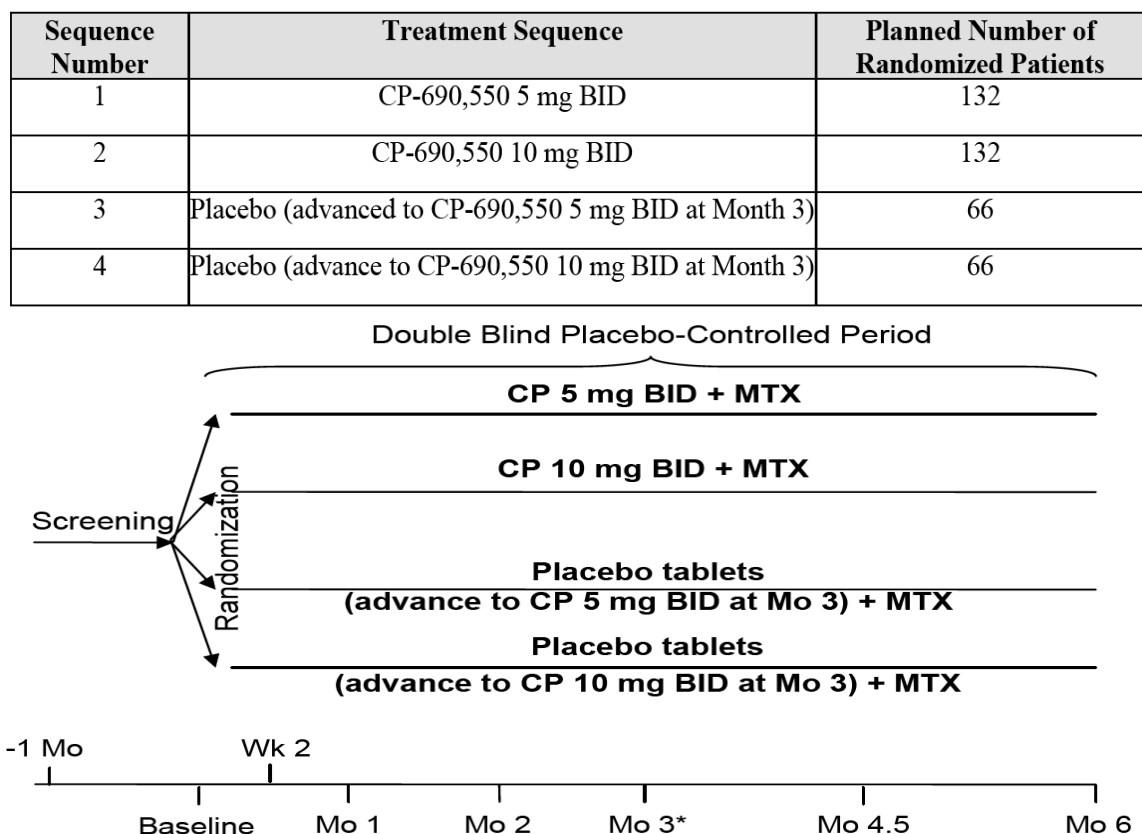 Sequence Number
Treatment Sequence
Planned Number of Randomized Patients
1
CP-690,550 5 mg BID
132
2
CP-690,550 10 mg BID
132
3
Placebo (advanced to CP-690,550 5 mg BID at Month 3)
66
4
Placebo (advance to CP-690,550 10 mg BID at Month 3)
66
Double Blind Placebo-Controlled Period
CP 5 mg BID + MTX
CP 10 mg BID + MTX
Screening
Randomization
Placebo tablets
(advance to CP 5 mg BID at Mo 3) + MTX
Placebo tablets
(advance to CP 10 mg BID at Mo 3) + MTX
-1 Mo
Wk 2
Baseline
Mo 1
Mo 2
Mo 3*
Mo 4.5
Mo 6